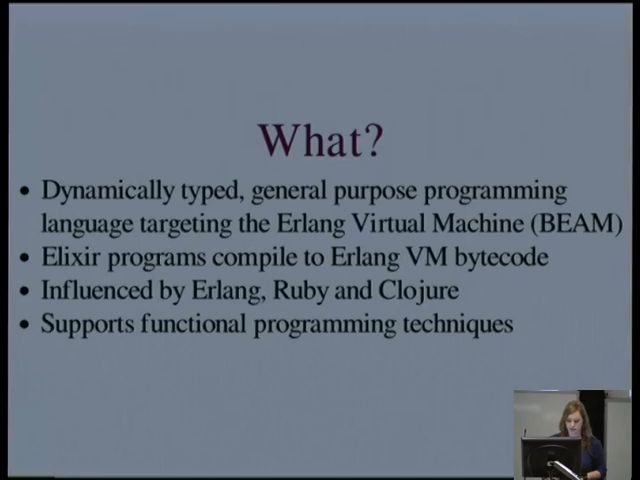 What?
• Dynamically typed, general purpose programming
language targeting the Erlang Virtual Machine (BEAM)
• Elixir programs compile to Erlang VM bytecode
• Influenced by Erlang, Ruby and Clojure
• Supports functional programming techniques